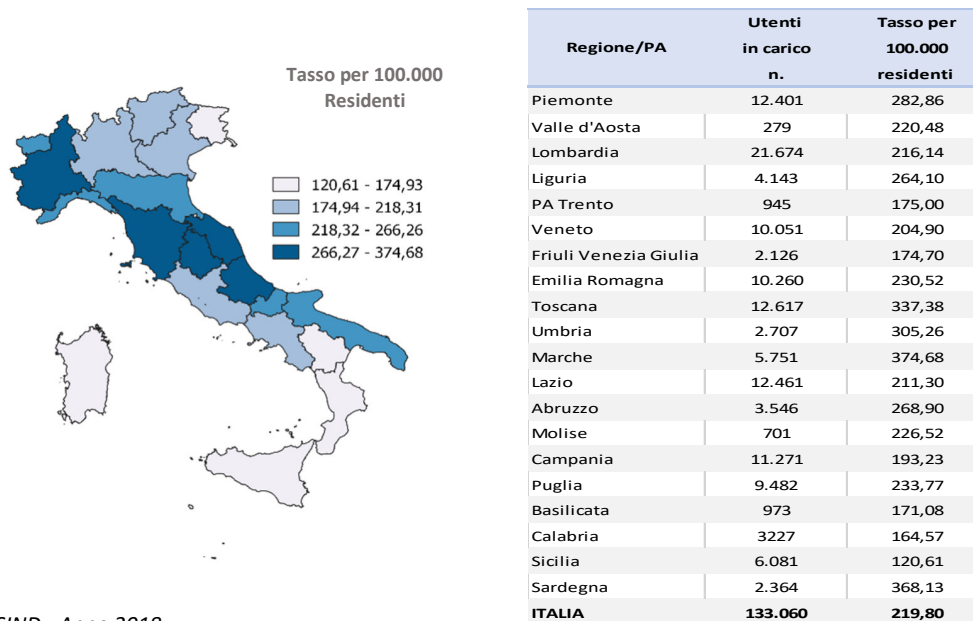 Tasso per 100.000
Residenti
120,61 - 174,93
174,94 - 218,31
218,32 - 266,26
266,27 - 374,68
Regione/PA Utenti in carico n. Tasso per 100.000 residenti
Piemonte 12.401 282,86
Valle d'Aosta 279 220,48
Lombardia 21.674 216,14
Liguria 4.143 264,10
PA Trento 945 175,00
Veneto 10.051 204,90
Friuli Venezia Giulia 2.126 174,70
Emilia Romagna 10.260 230,52
Toscana 12.617 337,38
Umbria 2.707 305,26
Marche 5.751 374,68
Lazio 12.461 211,30
Abruzzo 3.546 268,90
Molise 701 226,52
Campania 11.271 193,23
Puglia 9.482 233,77
Basilicata 973 171,08
Calabria 3227 164,57
Sicilia 6.081 120,61
Sardegna 2.364 368,13
ITALIA 133.060 219,80